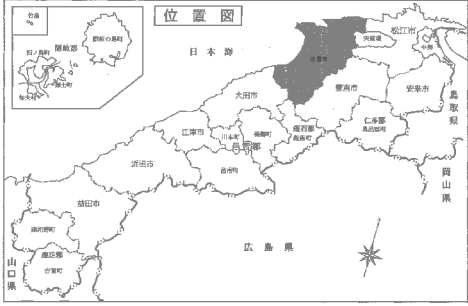 位置図
竹島
西ノ島町
隠岐郡
隠岐の島町
海士町
知夫村
日本海
松江市
中海
宍道湖
出雲市
安来市
雲南市
大田市
仁多郡
奥出雲町
飯石郡
飯南町
美郷町
川本町
邑智郡
江津市
邑南町
浜田市
益田市
津和野町
鹿足郡
吉賀町
鳥取県
岡山県
広島県
山口県